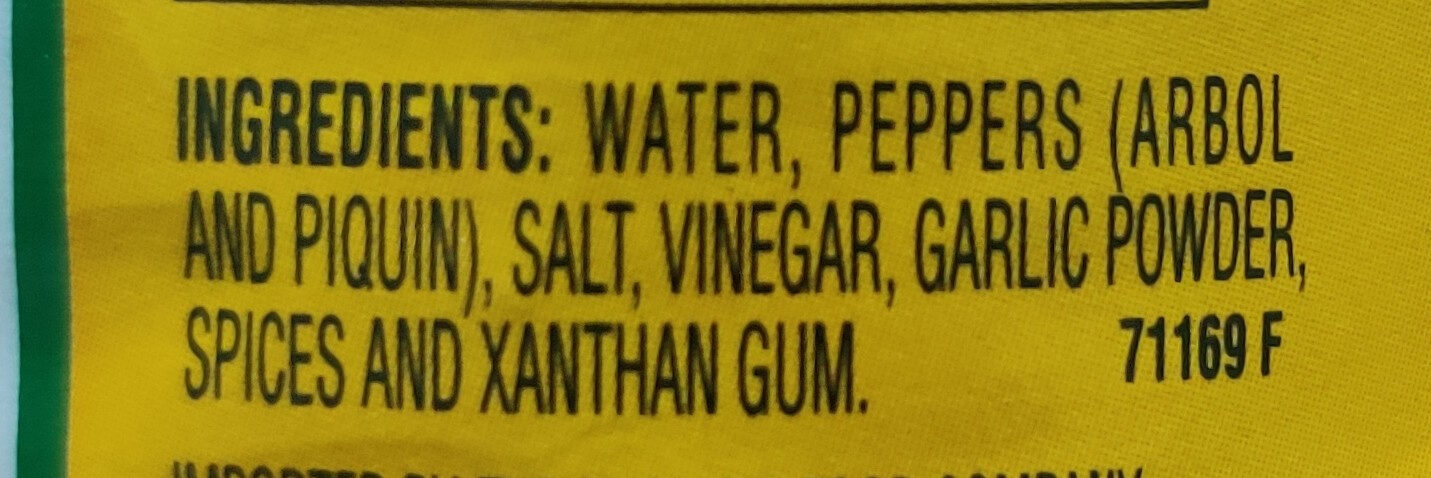 INGREDIENTS: WATER, PEPPERS (ARBOL
AND PIQUIN), SALT, VINEGAR, GARLIC POWDER,
SPICES AND XANTHAN GUM. 71169 F